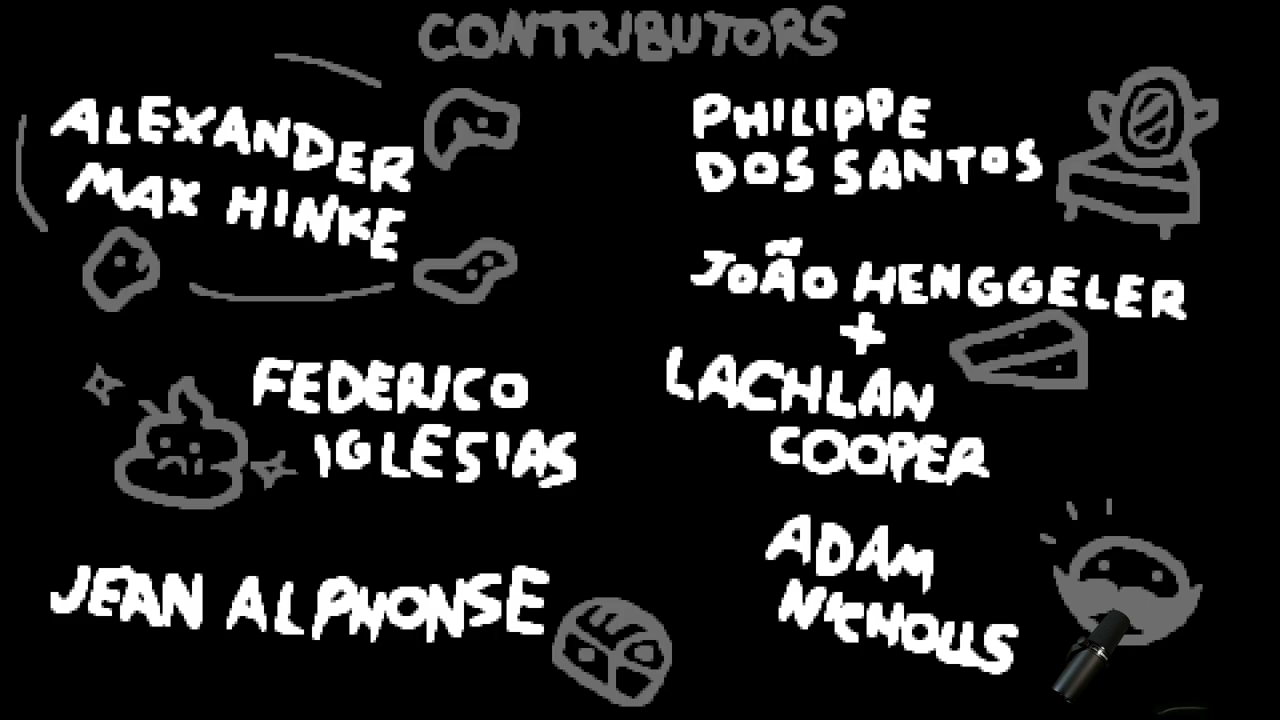 CONTRIBUTORS
ALEXANDER
MAX HINKE
PHILIPPE
DOS SANTOS
JOÃO HENGGELER
+
LACHLAN
COOPER
FEDERICO
IGLESIAS
JEAN ALPHONSE
ADAM
NICHOLLS